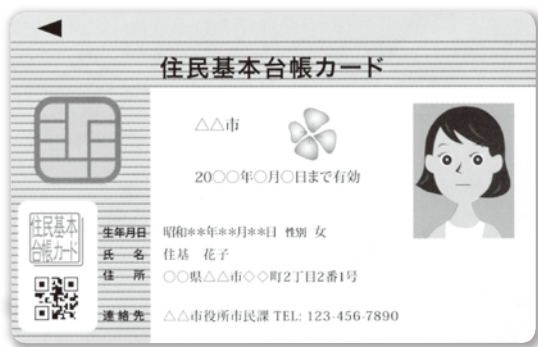 住民基本台帳カード
△△市
20○○年○月○日まで有効
住民基本
台帳カード
生年月日 昭和**年**月**日 性別 女
氏名 住基 花子
住所 ○○県△△市◇◇町2丁目2番1号
連絡先 △△市役所市民課 TEL: 123-456-7890